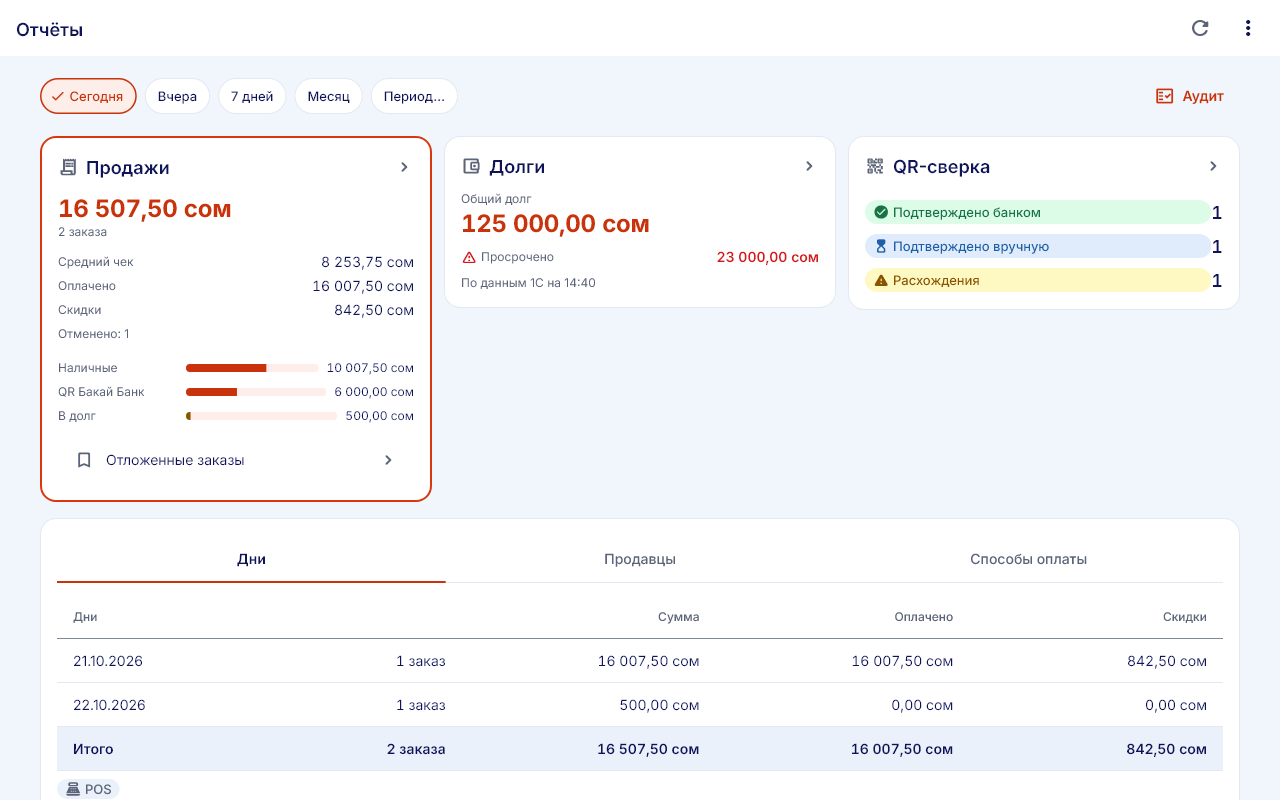 Отчёты
Сегодня
Вчера
7 дней
Месяц
Период...
Аудит
Продажи
16 507,50 сом
2 заказа
Средний чек 8 253,75 сом
Оплачено 16 007,50 сом
Скидки 842,50 сом
Отменено: 1
Наличные 10 007,50 сом
QR Бакай Банк 6 000,00 сом
В долг 500,00 сом
Отложенные заказы
Долги
Общий долг
125 000,00 сом
Просрочено 23 000,00 сом
По данным 1С на 14:40
QR-сверка
Подтверждено банком 1
Подтверждено вручную 1
Расхождения 1
Дни Продавцы Способы оплаты
Дни Сумма Оплачено Скидки
21.10.2026 1 заказ 16 007,50 сом 16 007,50 сом 842,50 сом
22.10.2026 1 заказ 500,00 сом 0,00 сом 0,00 сом
Итого 2 заказа 16 507,50 сом 16 007,50 сом 842,50 сом
POS